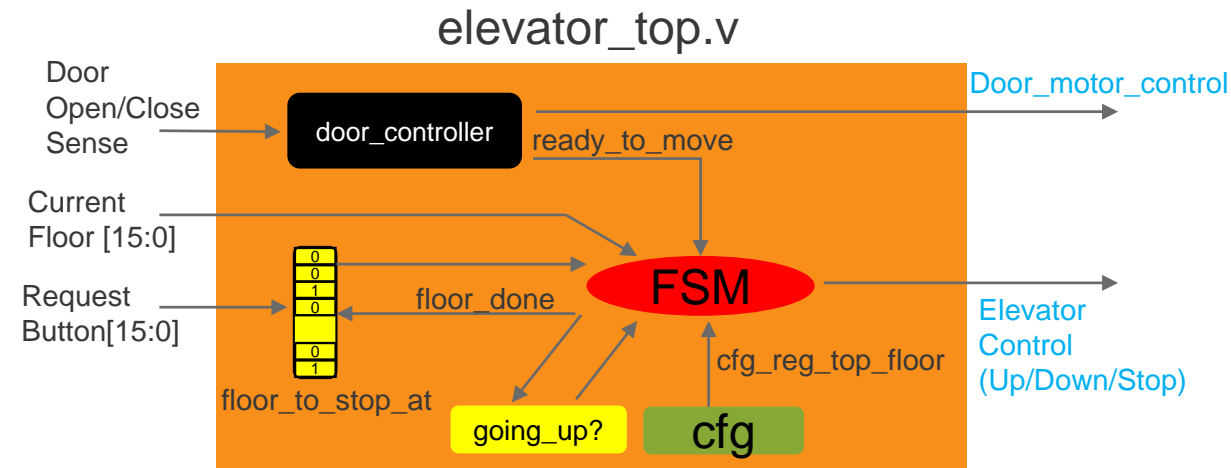 elevator_top.v
Door
Open/Close
Sense
door_controller
Door_motor_control
ready_to_move
Current
Floor [15:0]
Request
Button[15:0]
0
0
1
0
0
1
floor_to_stop_at
floor_done
FSM
Elevator
Control
(Up/Down/Stop)
cfg_reg_top_floor
going_up?
cfg